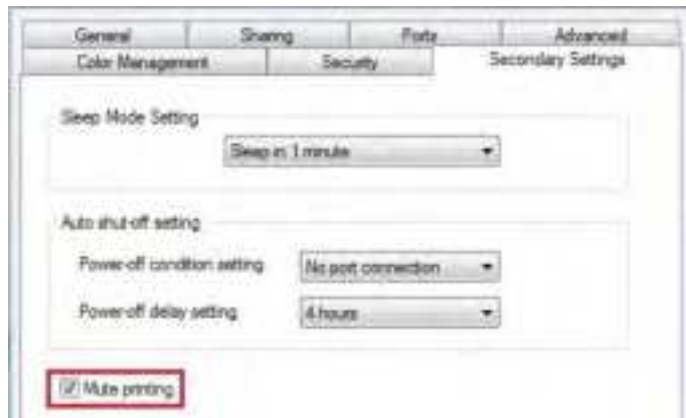 General Sharing Ports Advanced
Color Management Security Secondary Settings
Sleep Mode Setting
Sleep in 1 minute
Auto shut-off setting
Power-off condition setting No port connection
Power-off delay setting 4 hours
Mute printing